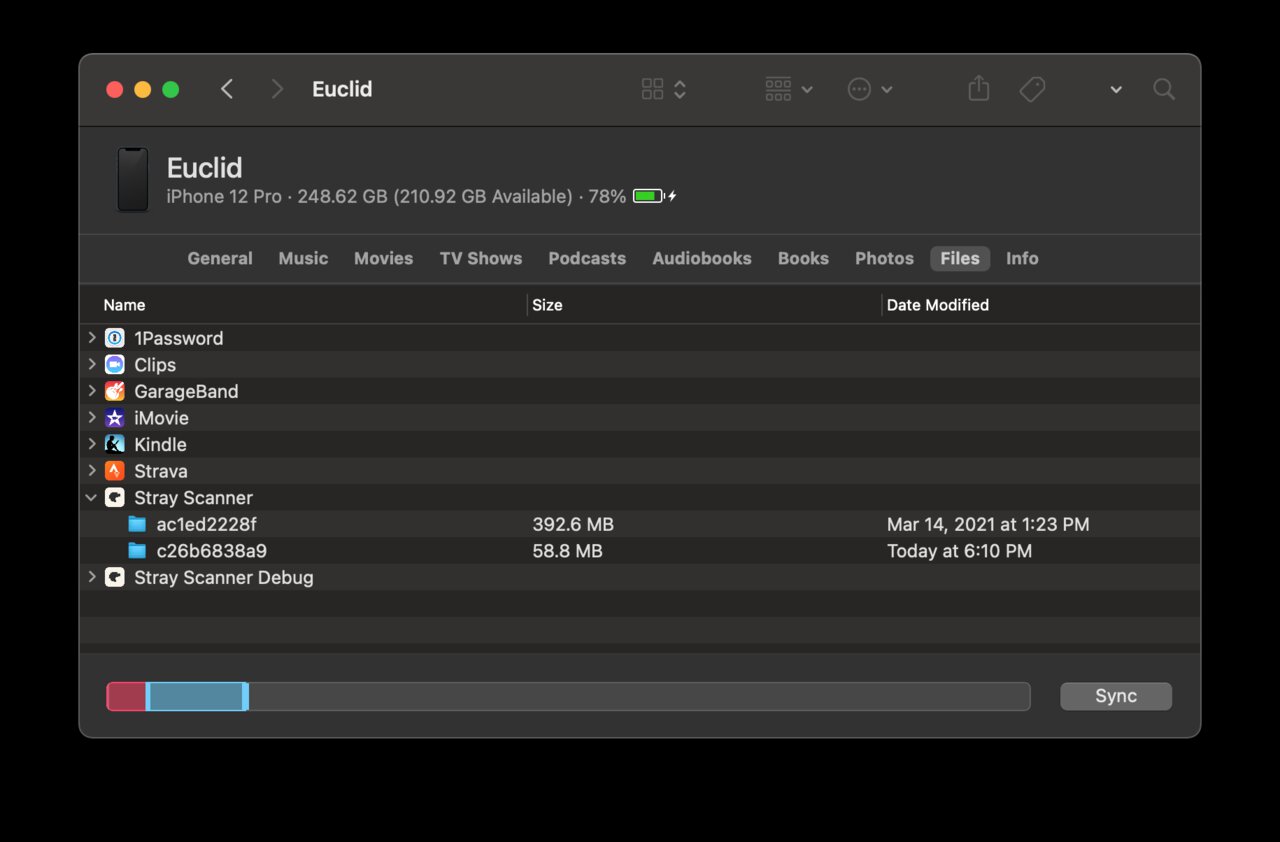 Euclid
Euclid
iPhone 12 Pro · 248.62 GB (210.92 GB Available) · 78%
General Music Movies TV Shows Podcasts Audiobooks Books Photos Files Info
Name Size Date Modified
1Password
Clips
GarageBand
iMovie
Kindle
Strava
Stray Scanner
ac1ed2228f 392.6 MB Mar 14, 2021 at 1:23 PM
c26b6838a9 58.8 MB Today at 6:10 PM
Stray Scanner Debug
Sync